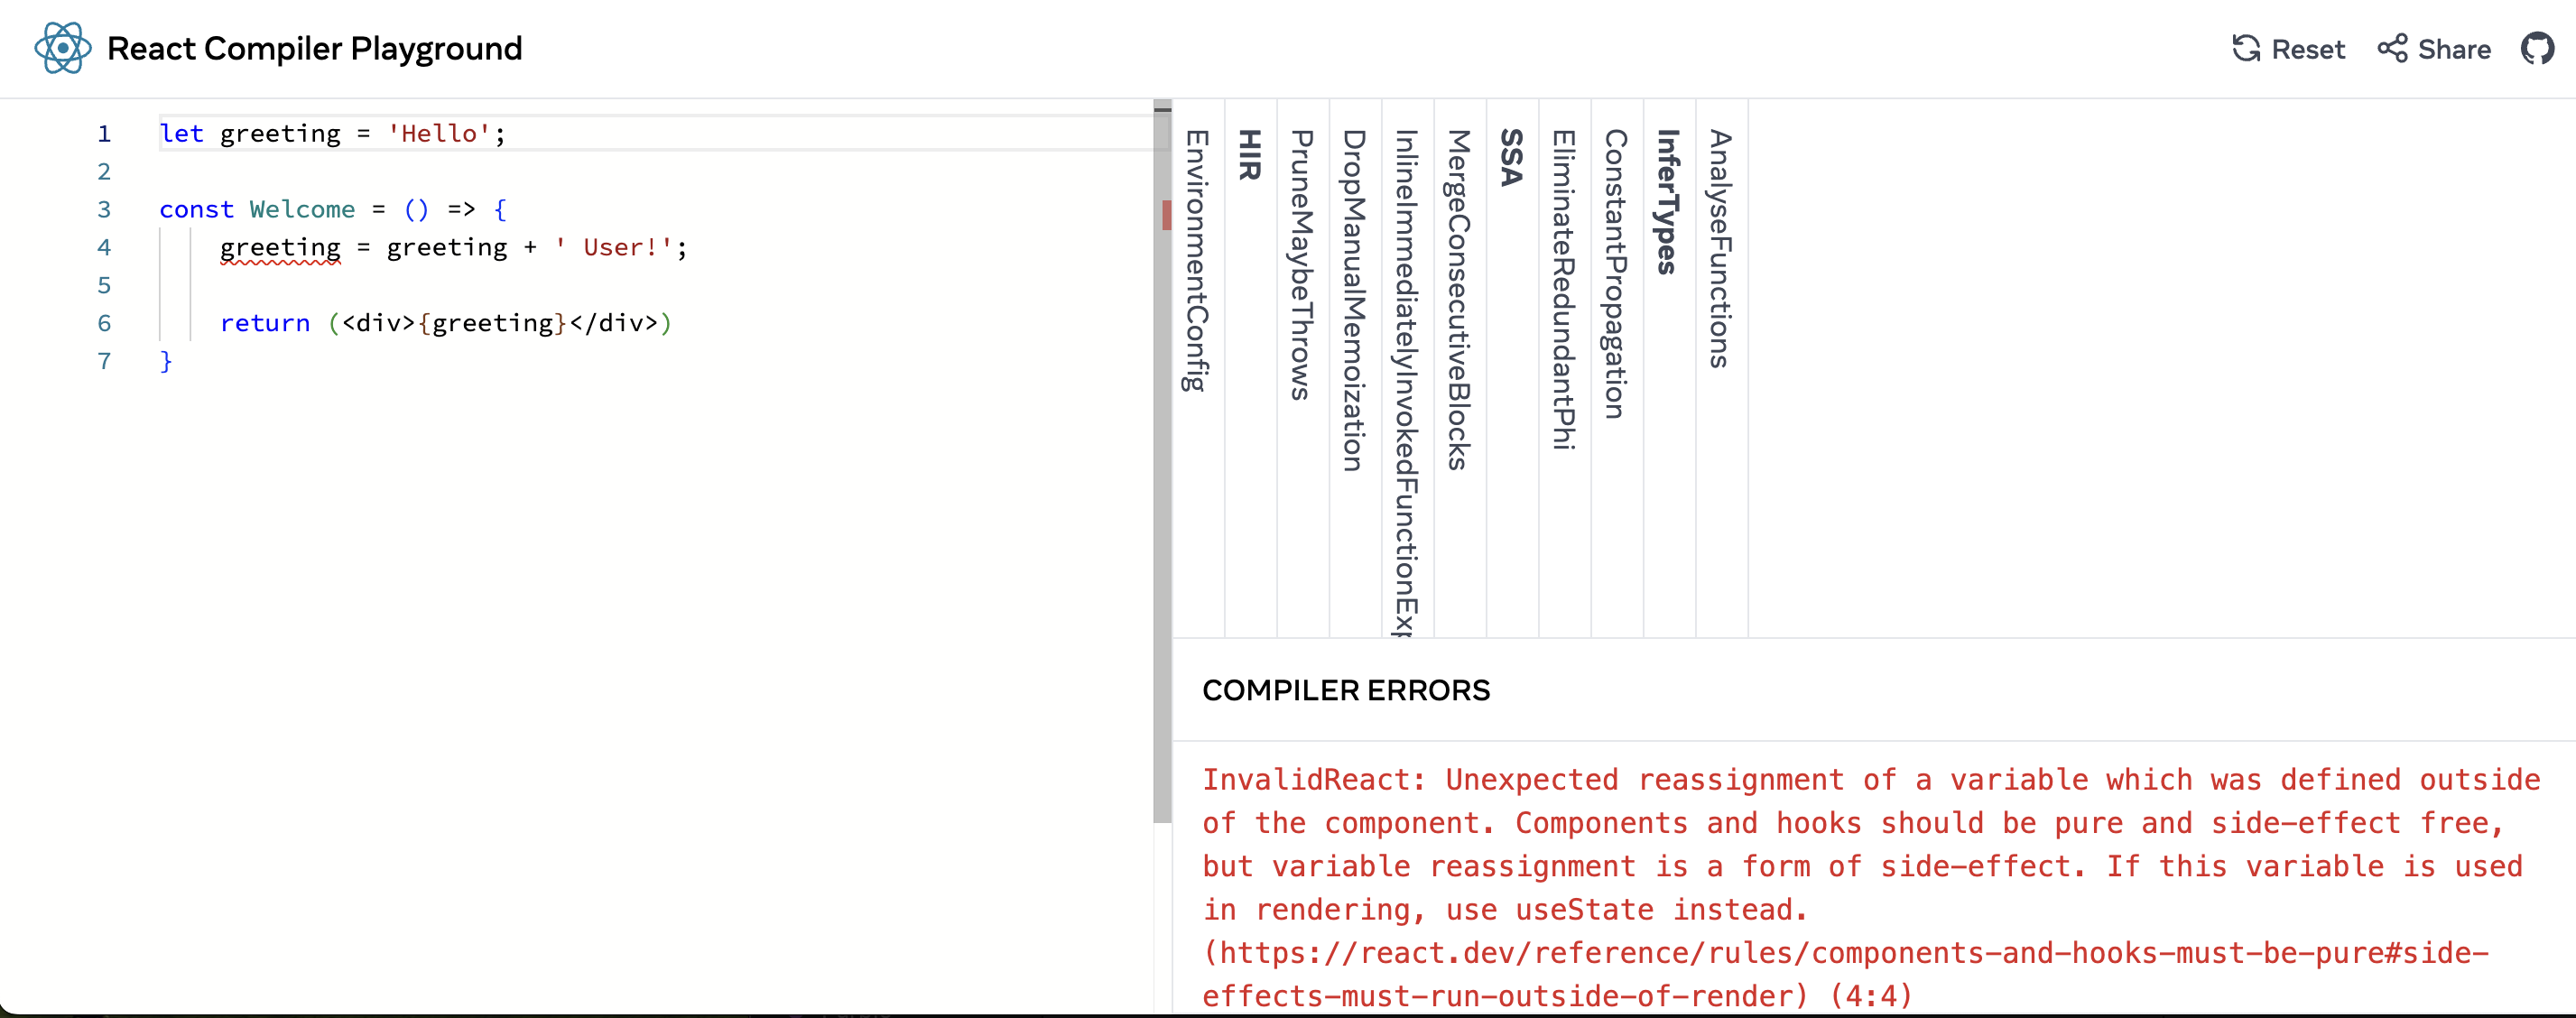 React Compiler Playground
Reset
Share
1 let greeting = 'Hello';
2
3 const Welcome = () => {
4     greeting = greeting + ' User!';
5
6     return (<div>{greeting}</div>)
7 }
EnvironmentConfig
HIR
PruneMaybeThrows
DropManualMemoization
InlineImmediatelyInvokedFunctionExp
MergeConsecutiveBlocks
SSA
EliminateRedundantPhi
ConstantPropagation
InferTypes
AnalyseFunctions
COMPILER ERRORS
InvalidReact: Unexpected reassignment of a variable which was defined outside
of the component. Components and hooks should be pure and side-effect free,
but variable reassignment is a form of side-effect. If this variable is used
in rendering, use useState instead.
(https://react.dev/reference/rules/components-and-hooks-must-be-pure#side-
effects-must-run-outside-of-render) (4:4)